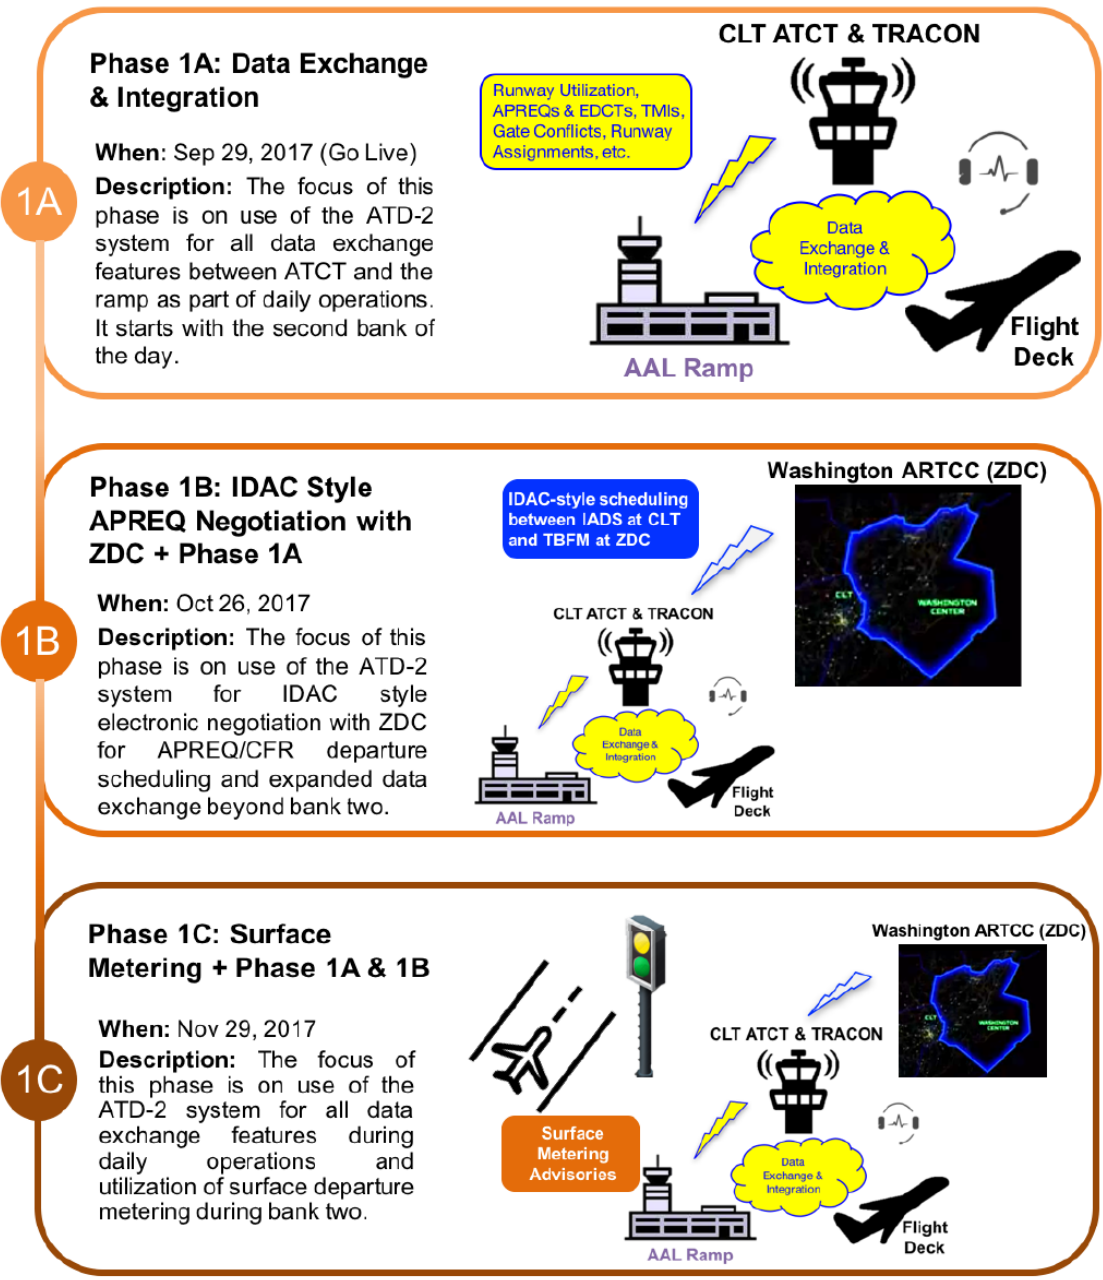 Phase 1A: Data Exchange
& Integration
When: Sep 29, 2017 (Go Live)
Description: The focus of this
phase is on use of the ATD-2
system for all data exchange
features between ATCT and the
ramp as part of daily operations.
It starts with the second bank of
the day.
1A
CLT ATCT & TRACON
Runway Utilization,
APREQs & EDCTs, TMIs,
Gate Conflicts, Runway
Assignments, etc.
Data
Exchange &
Integration
Flight
Deck
AAL Ramp
Phase 1B: IDAC Style
APREQ Negotiation with
ZDC + Phase 1A
When: Oct 26, 2017
Description: The focus of this
phase is on use of the ATD-2
system for IDAC style
electronic negotiation with ZDC
for APREQ/CFR departure
scheduling and expanded data
exchange beyond bank two.
1B
Washington ARTCC (ZDC)
IDAC-style scheduling
between IADS at CLT
and TBFM at ZDC
CLT
WASHINGTON
CENTER
CLT ATCT & TRACON
Data
Exchange &
Integration
Flight
Deck
AAL Ramp
Phase 1C: Surface
Metering + Phase 1A & 1B
When: Nov 29, 2017
Description: The focus of
this phase is on use of the
ATD-2 system for all data
exchange features during
daily operations and
utilization of surface departure
metering during bank two.
1C
Washington ARTCC (ZDC)
CLT
WASHINGTON
CENTER
CLT ATCT & TRACON
Surface
Metering
Advisories
Data
Exchange &
Integration
Flight
Deck
AAL Ramp